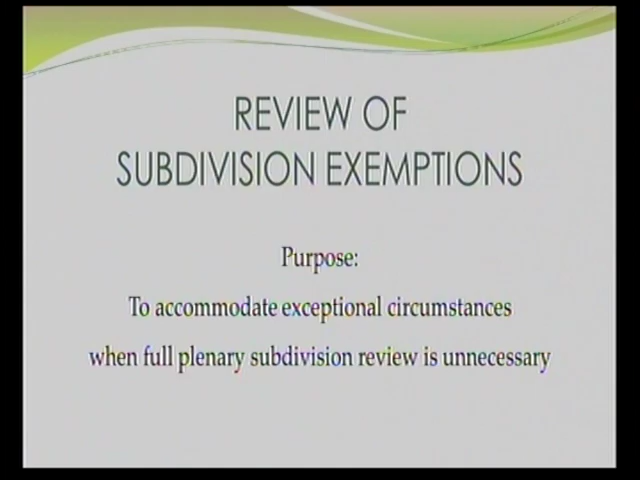 REVIEW OF
SUBDIVISION EXEMPTIONS
Purpose:
To accommodate exceptional circumstances
when full plenary subdivision review is unnecessary